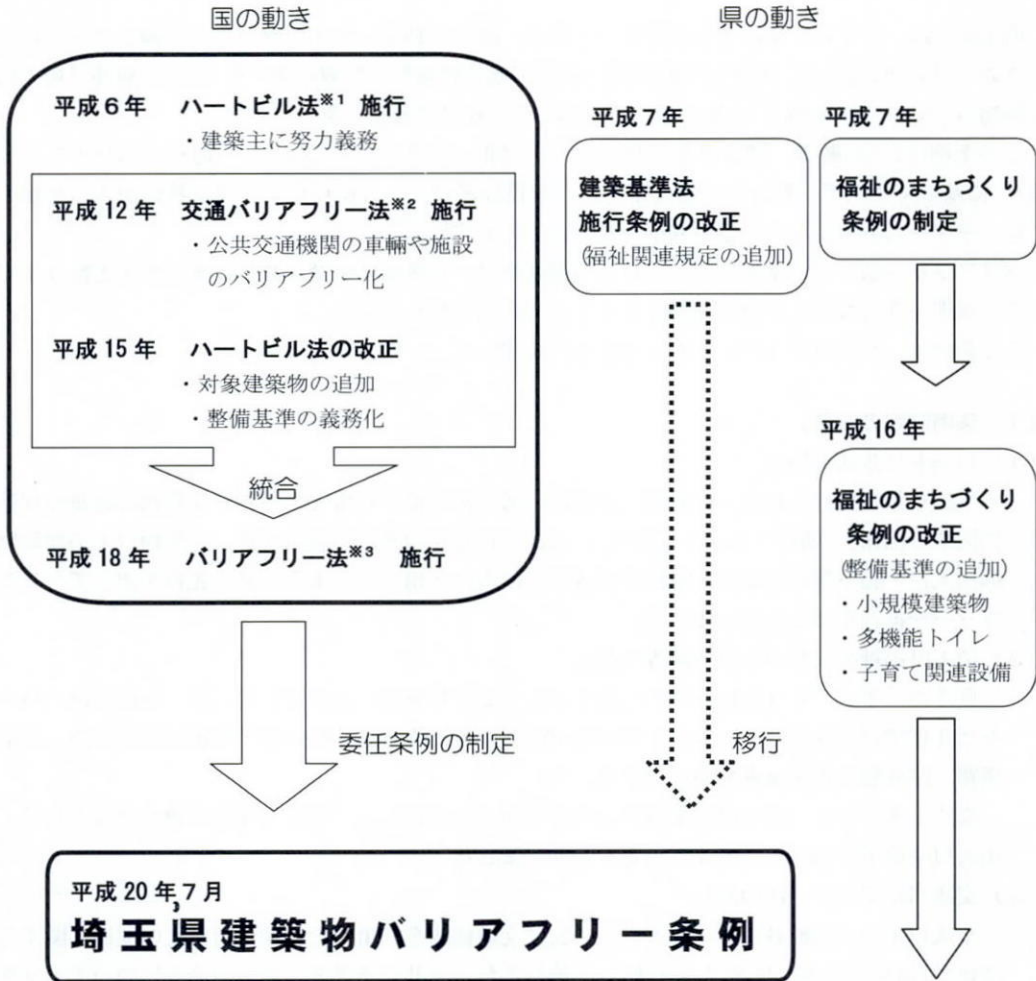 国の動き
県の動き
平成6年 ハートビル法※1 施行
・建築主に努力義務
平成12年 交通バリアフリー法※2 施行
・公共交通機関の車輛や施設
のバリアフリー化
平成15年 ハートビル法の改正
・対象建築物の追加
・整備基準の義務化
統合
平成18年 バリアフリー法※3 施行
委任条例の制定
平成7年
建築基準法
施行条例の改正
(福祉関連規定の追加)
移行
平成7年
福祉のまちづくり
条例の制定
平成16年
福祉のまちづくり
条例の改正
(整備基準の追加)
・小規模建築物
・多機能トイレ
・子育て関連設備
平成20年7月
埼玉県建築物バリアフリー条例